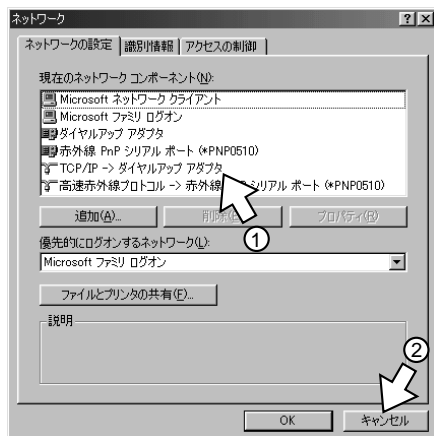 ネットワーク
ネットワークの設定 識別情報 アクセスの制御
現在のネットワーク コンポーネント(N):
Microsoft ネットワーク クライアント
Microsoft ファミリ ログオン
ダイヤルアップ アダプタ
赤外線 PnP シリアル ポート (*PNP0510)
TCP/IP -> ダイヤルアップ アダプタ
高速赤外線プロトコル -> 赤外線 シリアル ポート (*PNP0510)
追加(A)... 削除 プロパティ(R)
①
優先的にログオンするネットワーク(L):
Microsoft ファミリ ログオン
ファイルとプリンタの共有(F)...
説明
②
OK キャンセル